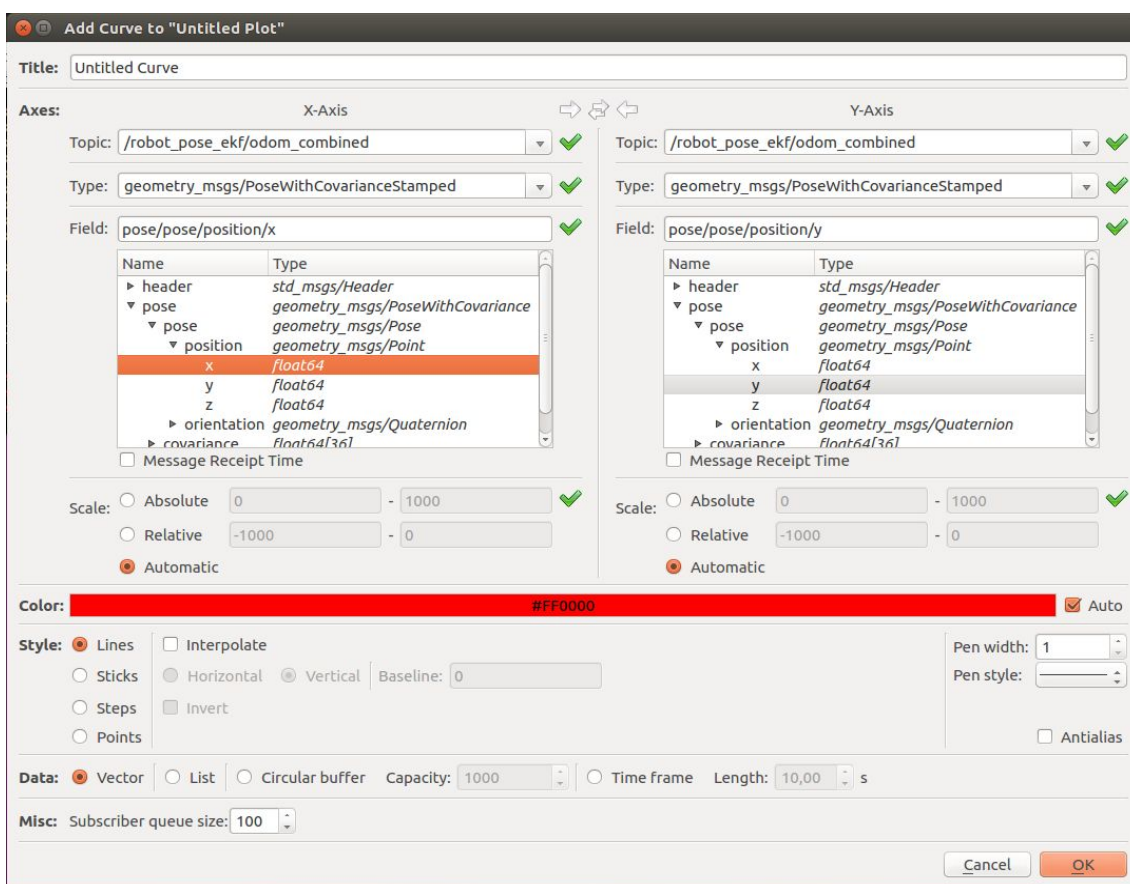 Add Curve to "Untitled Plot"
Title: Untitled Curve
Axes: X-Axis Y-Axis
Topic: /robot_pose_ekf/odom_combined Topic: /robot_pose_ekf/odom_combined
Type: geometry_msgs/PoseWithCovarianceStamped Type: geometry_msgs/PoseWithCovarianceStamped
Field: pose/pose/position/x Field: pose/pose/position/y
Name Type Name Type
header std_msgs/Header header std_msgs/Header
pose geometry_msgs/PoseWithCovariance pose geometry_msgs/PoseWithCovariance
pose geometry_msgs/Pose pose geometry_msgs/Pose
position geometry_msgs/Point position geometry_msgs/Point
x float64 x float64
y float64 y float64
z float64 z float64
orientation geometry_msgs/Quaternion orientation geometry_msgs/Quaternion
covariance float64[36] covariance float64[36]
Message Receipt Time Message Receipt Time
Scale: Absolute 0 - 1000 Scale: Absolute 0 - 1000
Relative -1000 - 0 Relative -1000 - 0
Automatic Automatic
Color: #FF0000 Auto
Style: Lines Interpolate Pen width: 1
Sticks Horizontal Vertical Baseline: 0 Pen style:
Steps Invert
Points Antialias
Data: Vector List Circular buffer Capacity: 1000 Time frame Length: 10,00 s
Misc: Subscriber queue size: 100
Cancel OK